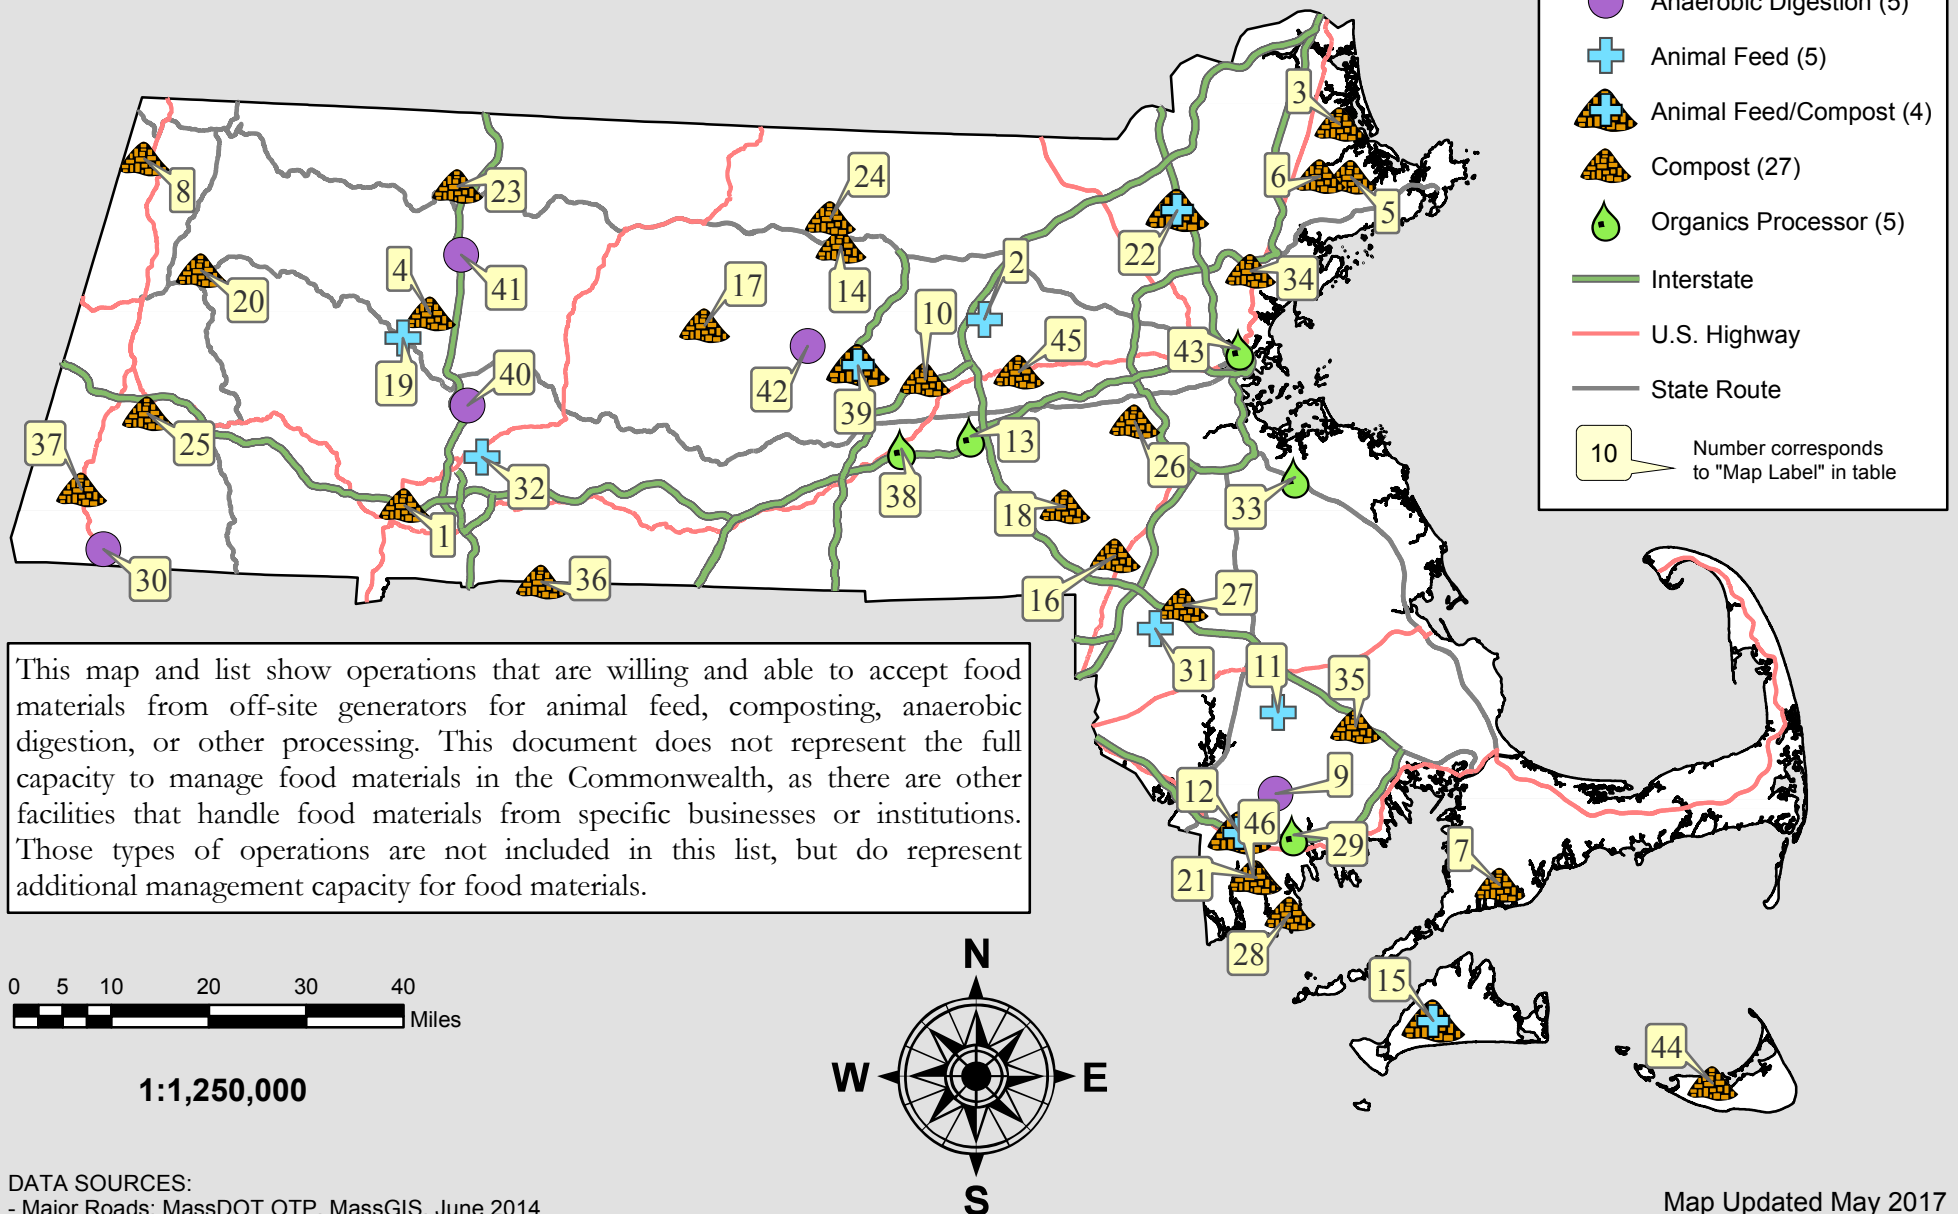 Anaerobic Digestion (5)
Animal Feed (5)
Animal Feed/Compost (4)
Compost (27)
Organics Processor (5)
Interstate
U.S. Highway
State Route
10
Number corresponds
to "Map Label" in table
3
8
23
24
6
5
22
4
41
20
17
14
2
34
10
45
43
19
40
42
39
37
25
13
26
32
38
33
18
1
30
36
16
27
31
11
35
12
9
46
29
7
21
28
15
44
This map and list show operations that are willing and able to accept food
materials from off-site generators for animal feed, composting, anaerobic
digestion, or other processing. This document does not represent the full
capacity to manage food materials in the Commonwealth, as there are other
facilities that handle food materials from specific businesses or institutions.
Those types of operations are not included in this list, but do represent
additional management capacity for food materials.
0 5 10 20 30 40
Miles
1:1,250,000
N
W
E
S
DATA SOURCES:
- Major Roads: MassDOT OTP, MassGIS, June 2014
Map Updated May 2017